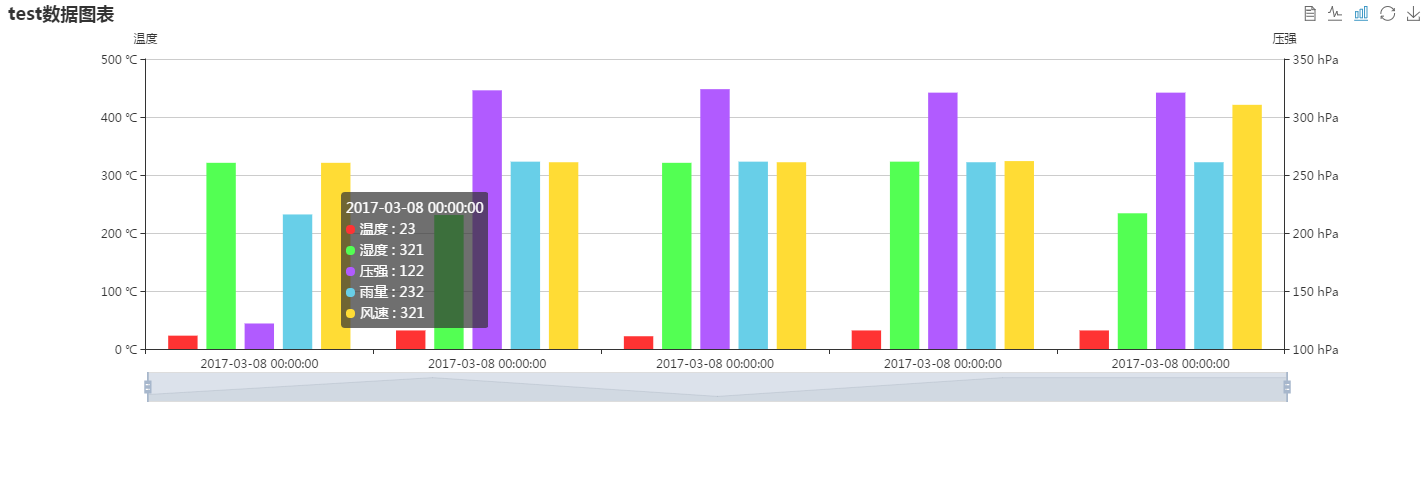 test数据图表
温度
压强
500 °C
350 hPa
400 °C
300 hPa
300 °C
250 hPa
2017-03-08 00:00:00
温度 : 23
湿度 : 321
压强 : 122
雨量 : 232
风速 : 321
200 °C
200 hPa
100 °C
150 hPa
0 °C
100 hPa
2017-03-08 00:00:00
2017-03-08 00:00:00
2017-03-08 00:00:00
2017-03-08 00:00:00
2017-03-08 00:00:00